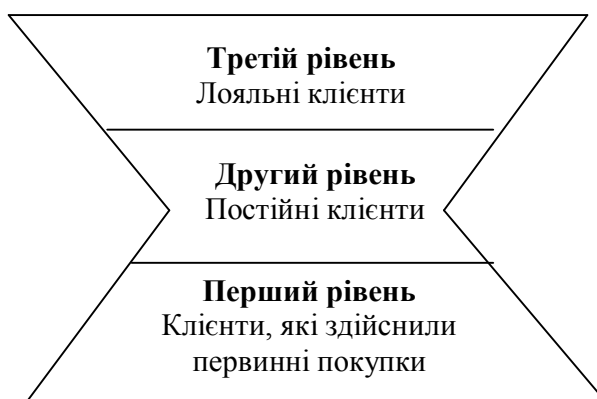 Третій рівень
Лояльні клієнти
Другий рівень
Постійні клієнти
Перший рівень
Клієнти, які здійснили
первинні покупки